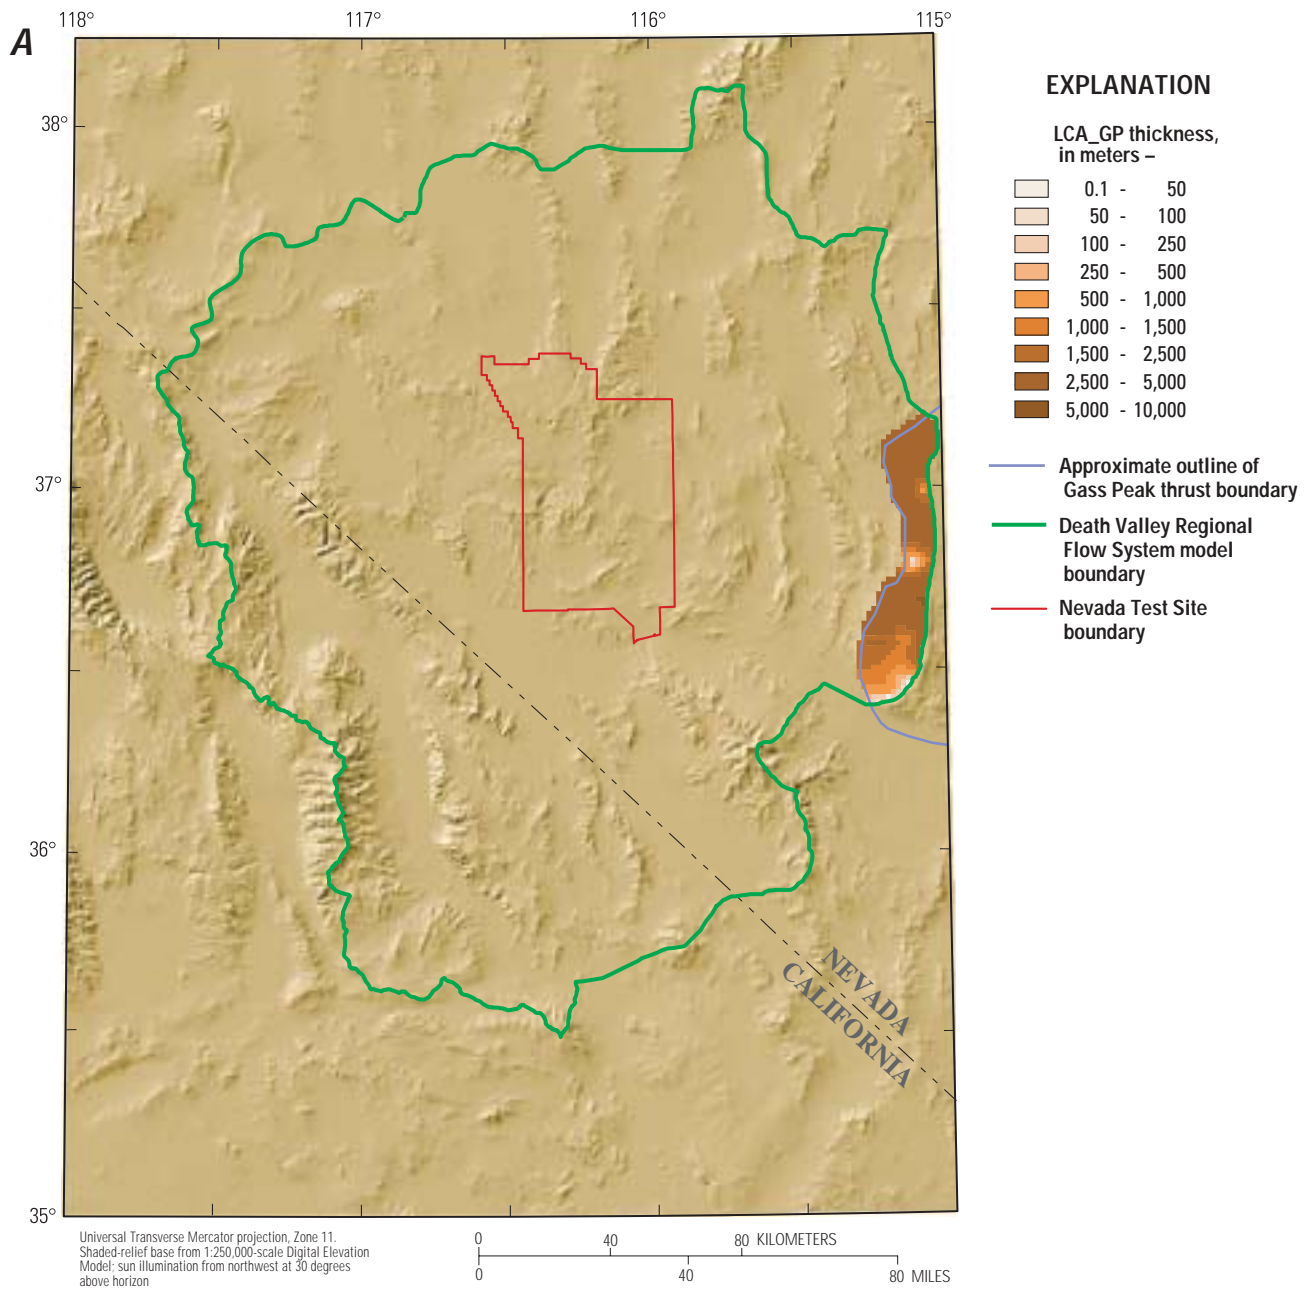 118°
117°
116°
115°
A
38°
37°
36°
35°
NEVADA
CALIFORNIA
EXPLANATION
LCA_GP thickness,
in meters –
0.1 - 50
50 - 100
100 - 250
250 - 500
500 - 1,000
1,000 - 1,500
1,500 - 2,500
2,500 - 5,000
5,000 - 10,000
Approximate outline of
Gass Peak thrust boundary
Death Valley Regional
Flow System model
boundary
Nevada Test Site
boundary
Universal Transverse Mercator projection, Zone 11.
Shaded-relief base from 1:250,000-scale Digital Elevation
Model; sun illumination from northwest at 30 degrees
above horizon
0 40 80 KILOMETERS
0 40 80 MILES